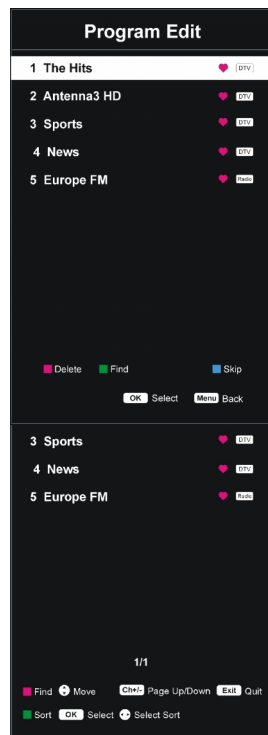 Program Edit
1 The Hits DTV
2 Antenna3 HD DTV
3 Sports DTV
4 News DTV
5 Europe FM Radio
Delete Find Skip
OK Select Menu Back
3 Sports DTV
4 News DTV
5 Europe FM Radio
1/1
Find Move Ch+/- Page Up/Down Exit Quit
Sort OK Select Select Sort